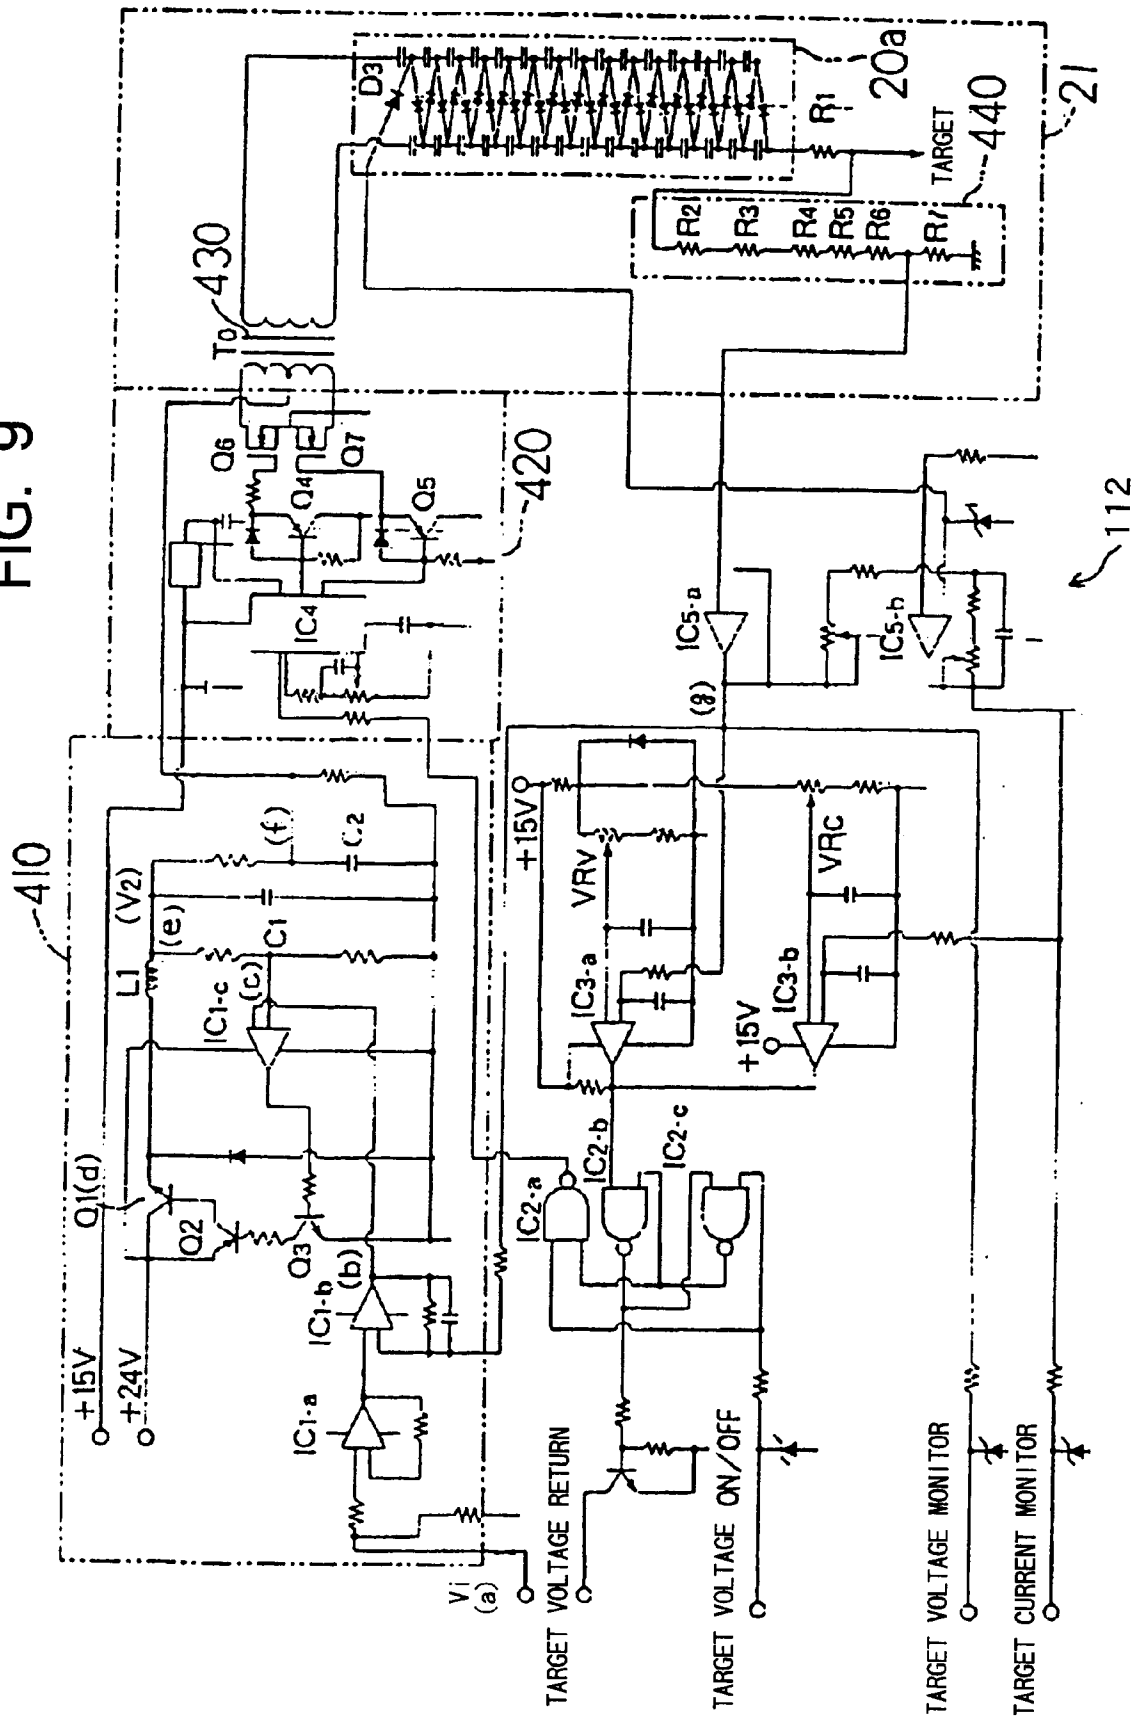 FIG. 9
410
+15V
+24V
Q1(d)
Q2
Q3
L1
(V2)
(e)
(f)
C2
C1
(c)
IC1-c
(b)
IC1-b
IC1-a
Vi
(a)
IC4
Q4
Q5
Q6
Q7
420
To
430
D3
20a
R1
TARGET
440
R2
R3
R4
R5
R6
R7
21
112
IC5-a
IC5-b
(g)
+15V
VRV
VRC
IC3-a
IC3-b
+15V
IC2-a
IC2-b
IC2-c
TARGET VOLTAGE RETURN
TARGET VOLTAGE ON/OFF
TARGET VOLTAGE MONITOR
TARGET CURRENT MONITOR